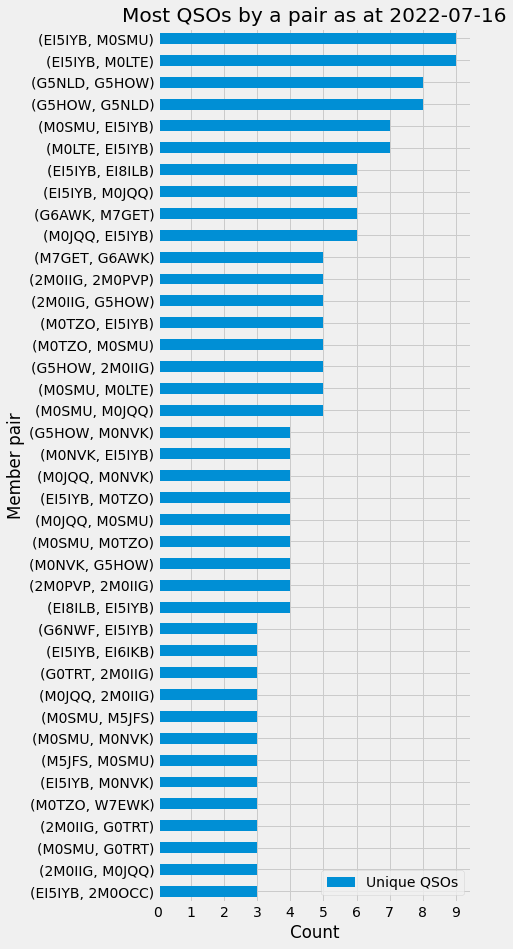 Most QSOs by a pair as at 2022-07-16
(EI5IYB, M0SMU)
(EI5IYB, M0LTE)
(G5NLD, G5HOW)
(G5HOW, G5NLD)
(M0SMU, EI5IYB)
(M0LTE, EI5IYB)
(EI5IYB, EI8ILB)
(EI5IYB, M0JQQ)
(G6AWK, M7GET)
(M0JQQ, EI5IYB)
(M7GET, G6AWK)
(2M0IIG, 2M0PVP)
(2M0IIG, G5HOW)
(M0TZO, EI5IYB)
(M0TZO, M0SMU)
(G5HOW, 2M0IIG)
(M0SMU, M0LTE)
(M0SMU, M0JQQ)
(G5HOW, M0NVK)
(M0NVK, EI5IYB)
(M0JQQ, M0NVK)
(EI5IYB, M0TZO)
(M0JQQ, M0SMU)
(M0SMU, M0TZO)
(M0NVK, G5HOW)
(2M0PVP, 2M0IIG)
(EI8ILB, EI5IYB)
(G6NWF, EI5IYB)
(EI5IYB, EI6IKB)
(G0TRT, 2M0IIG)
(M0JQQ, 2M0IIG)
(M0SMU, M5JFS)
(M0SMU, M0NVK)
(M5JFS, M0SMU)
(EI5IYB, M0NVK)
(M0TZO, W7EWK)
(2M0IIG, G0TRT)
(M0SMU, G0TRT)
(2M0IIG, M0JQQ)
(EI5IYB, 2M0OCC)
Member pair
Unique QSOs
0 1 2 3 4 5 6 7 8 9
Count